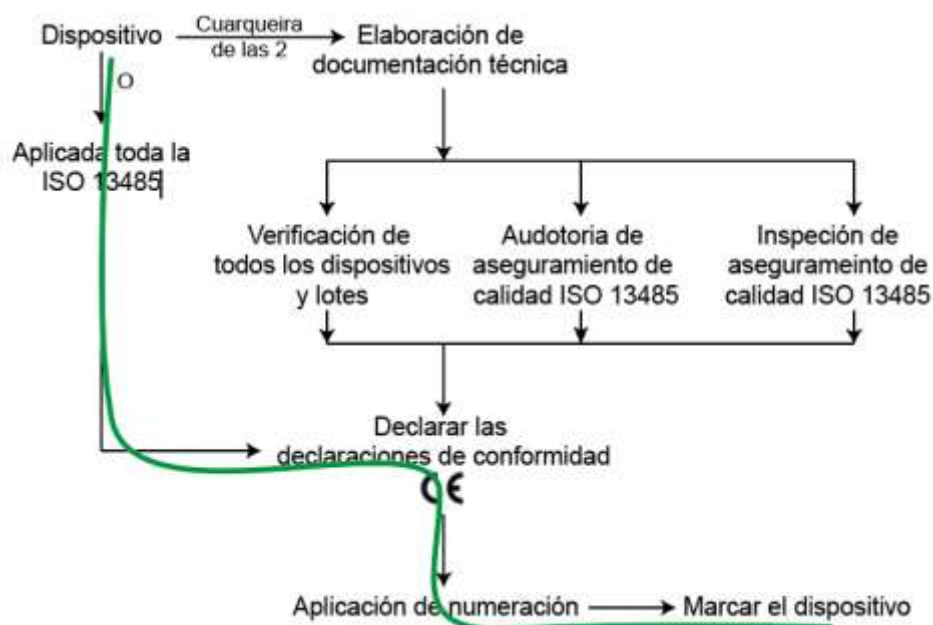 Dispositivo
Cuarqueira
de las 2
Elaboración de
documentación técnica
O
Aplicada toda la
ISO 13485
Verificación de
todos los dispositivos
y lotes
Audotoria de
aseguramiento de
calidad ISO 13485
Inspeción de
asegurameinto de
calidad ISO 13485
Declarar las
declaraciones de conformidad
CE
Aplicación de numeración
Marcar el dispositivo